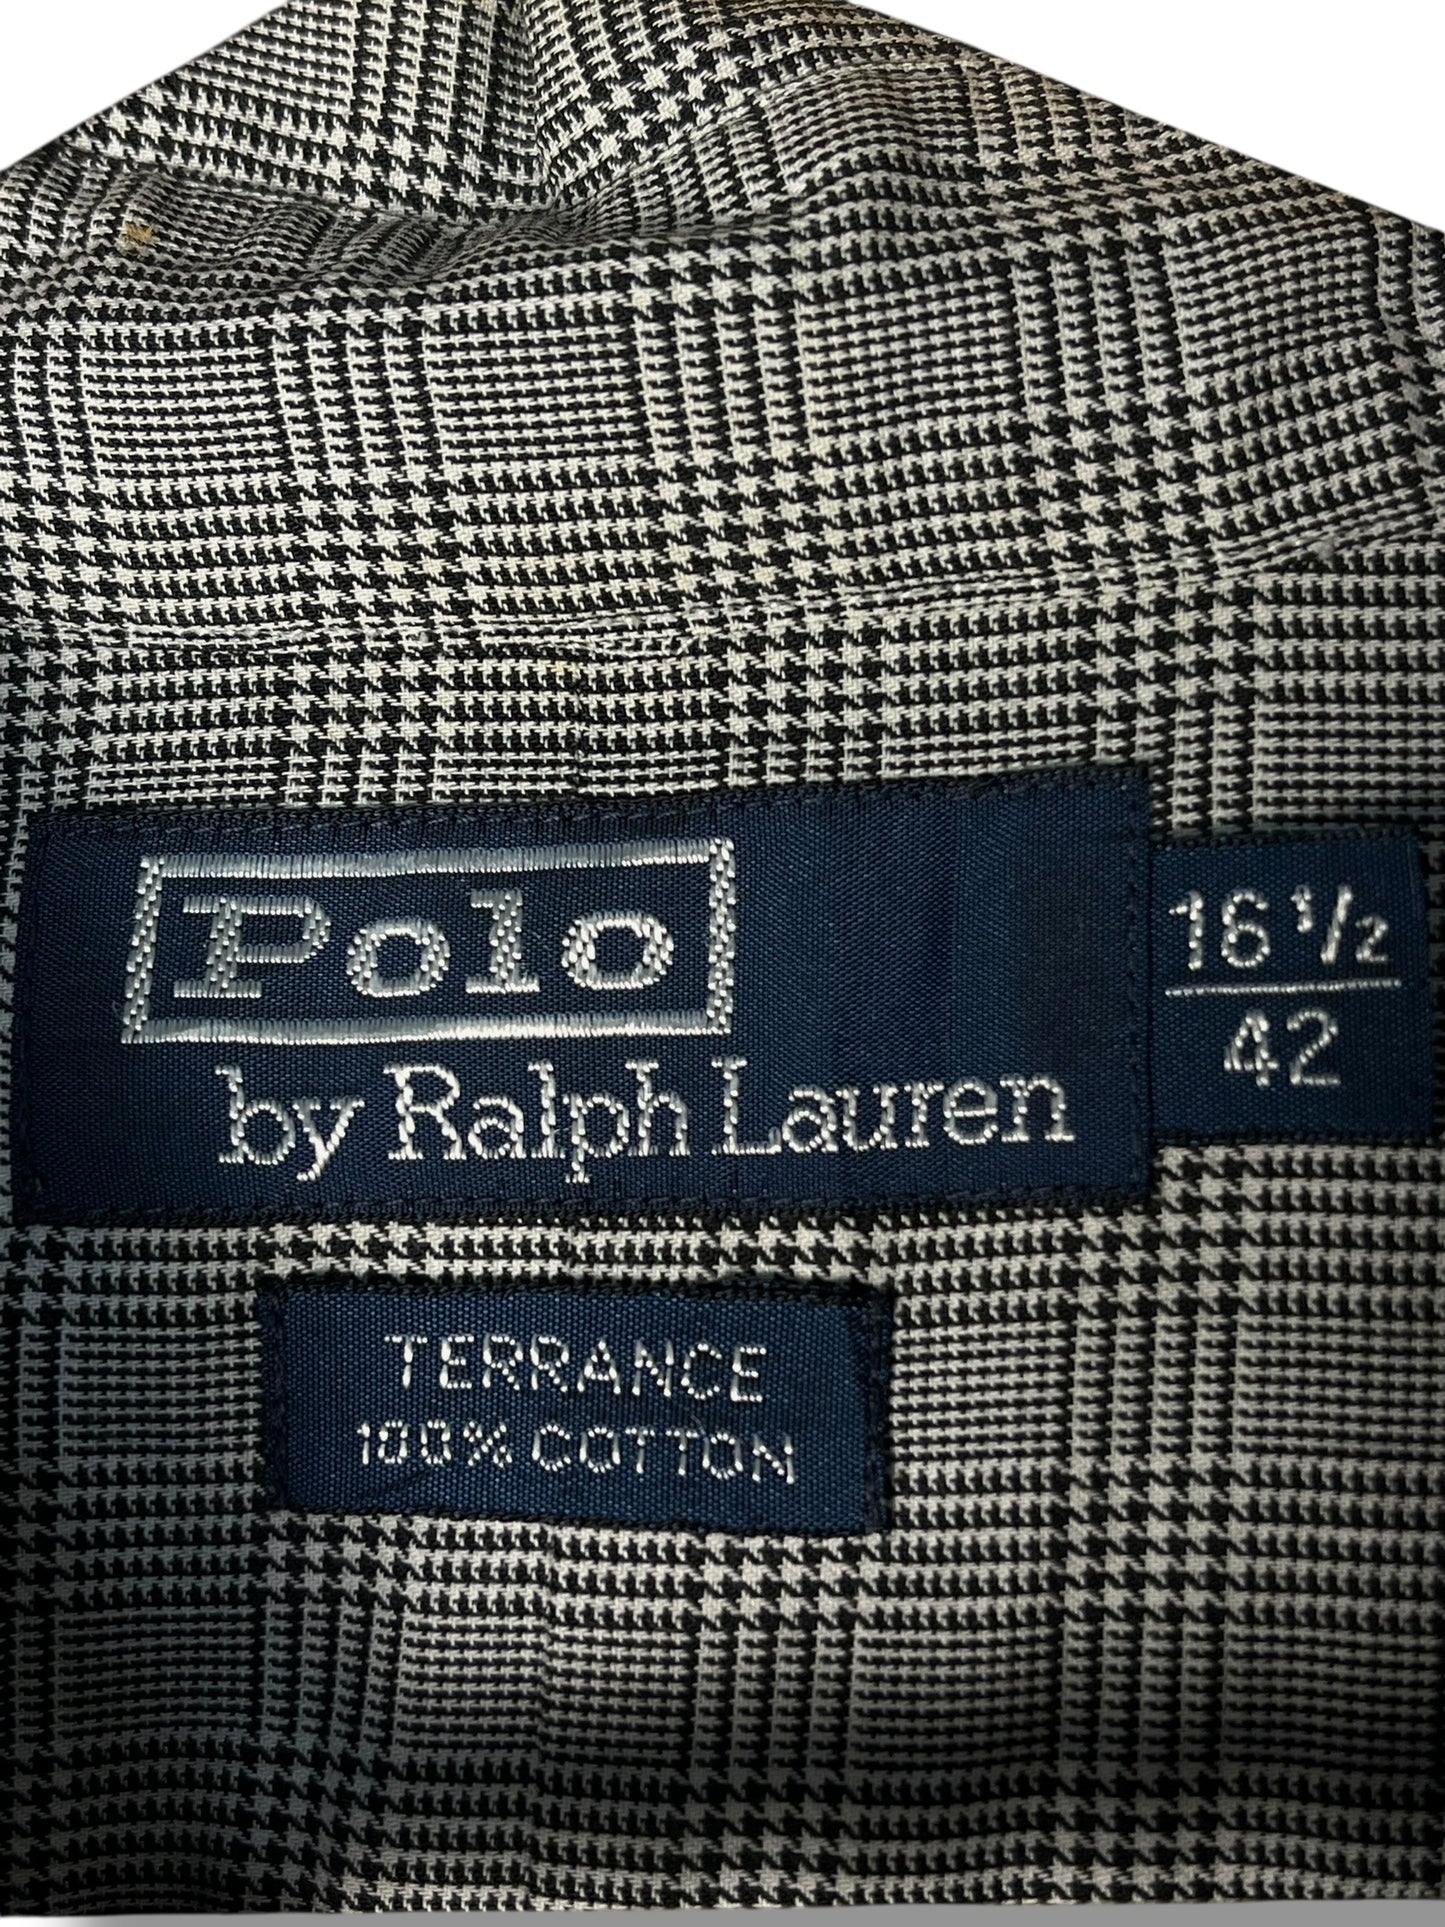 Polo
by Ralph Lauren
16 1/2
42
TERRANCE
100% COTTON